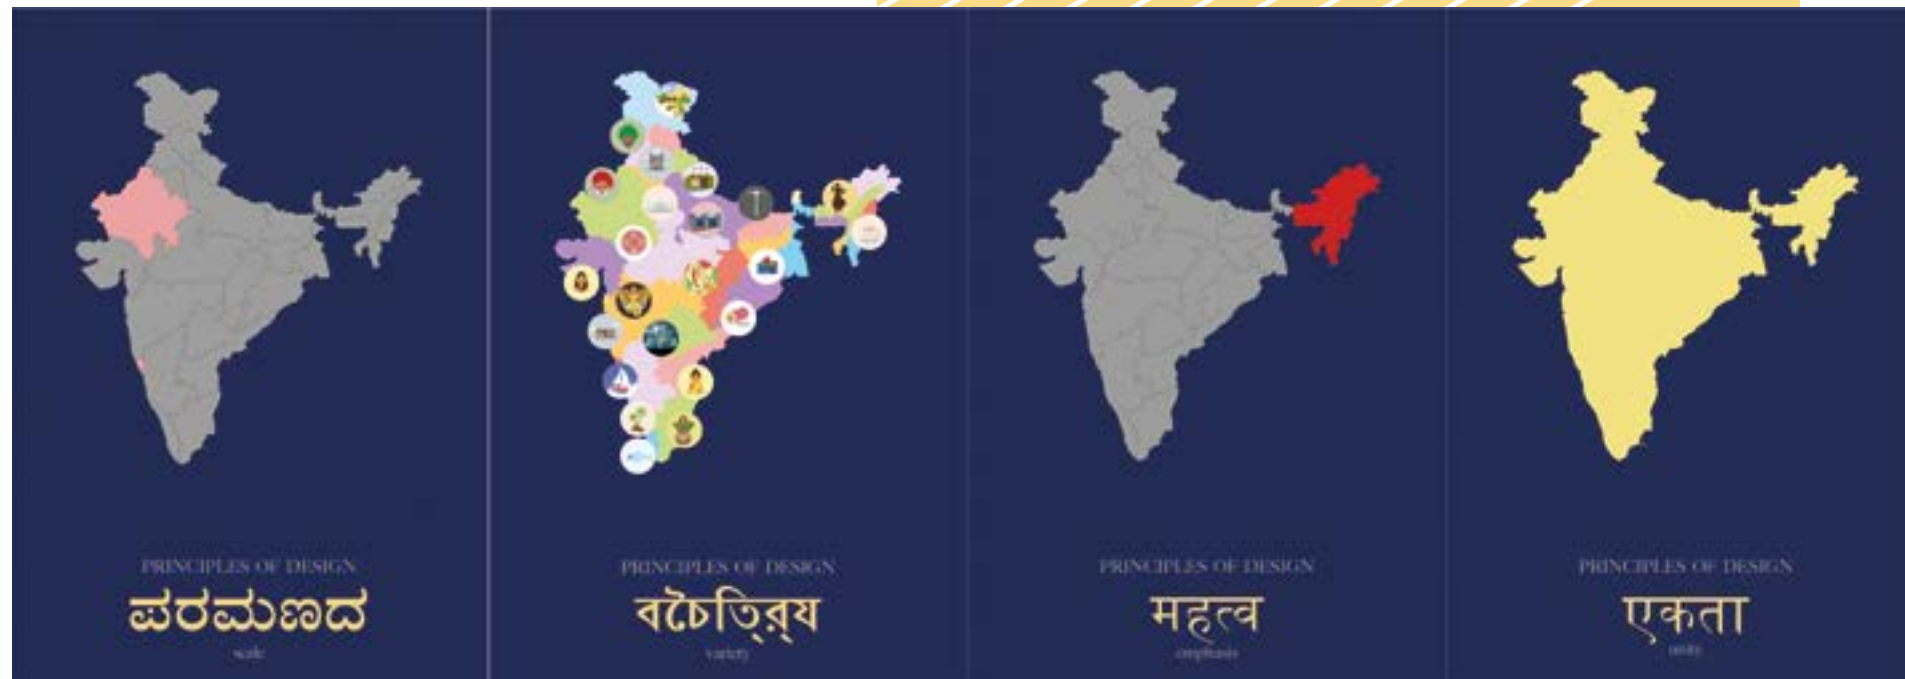 PRINCIPLES OF DESIGN
ಪರಮಣದ
scale
PRINCIPLES OF DESIGN
বচৈত্রি্য
variety
PRINCIPLES OF DESIGN
महत्व
emphasis
PRINCIPLES OF DESIGN
एकता
unity